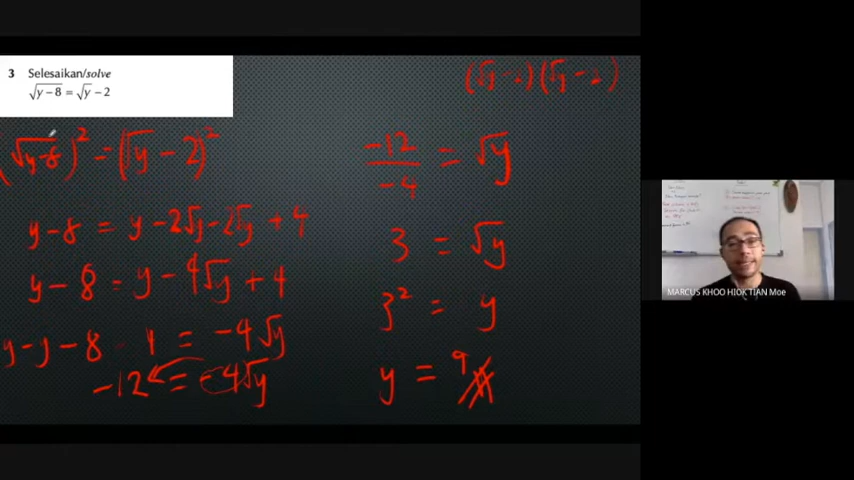 3 Selesaikan/solve
√y−8 = √y −2
(√y−8)² = (√y − 2)²
y−8 = y −2√y −2√y + 4
y − 8 = y − 4√y + 4
y − y − 8 − 4 = −4√y
−12 = −4√y
(√y −2)(√y −2)
−12/−4 = √y
3 = √y
3² = y
y = 9
MARCUS KHOO HIOK TIAN Moe